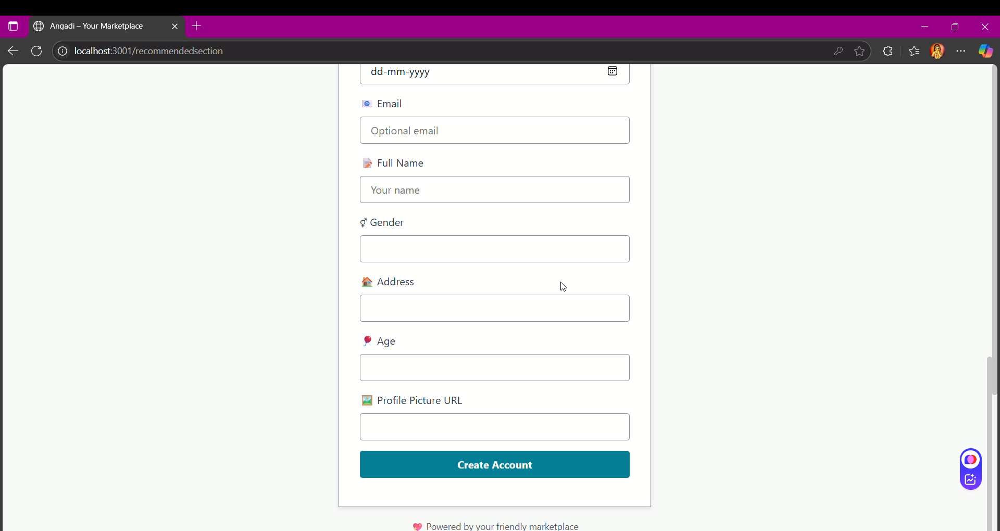 Angadi – Your Marketplace
localhost:3001/recommendedsection
dd-mm-yyyy
Email
Optional email
Full Name
Your name
Gender
Address
Age
Profile Picture URL
Create Account
Powered by your friendly marketplace